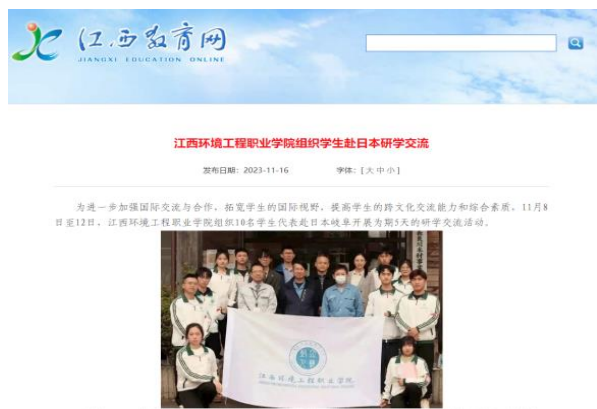 江西教育网
JIANGXI EDUCATION ONLINE
江西环境工程职业学院组织学生赴日本研学交流
发布日期：2023-11-16 字体：[大 中 小]
为进一步加强国际交流与合作，拓宽学生的国际视野，提高学生的跨文化交流能力和综合素质，11月8
日至12日，江西环境工程职业学院组织10名学生代表赴日本岐阜开展为期5天的研学交流活动。
江西环境工程职业学院